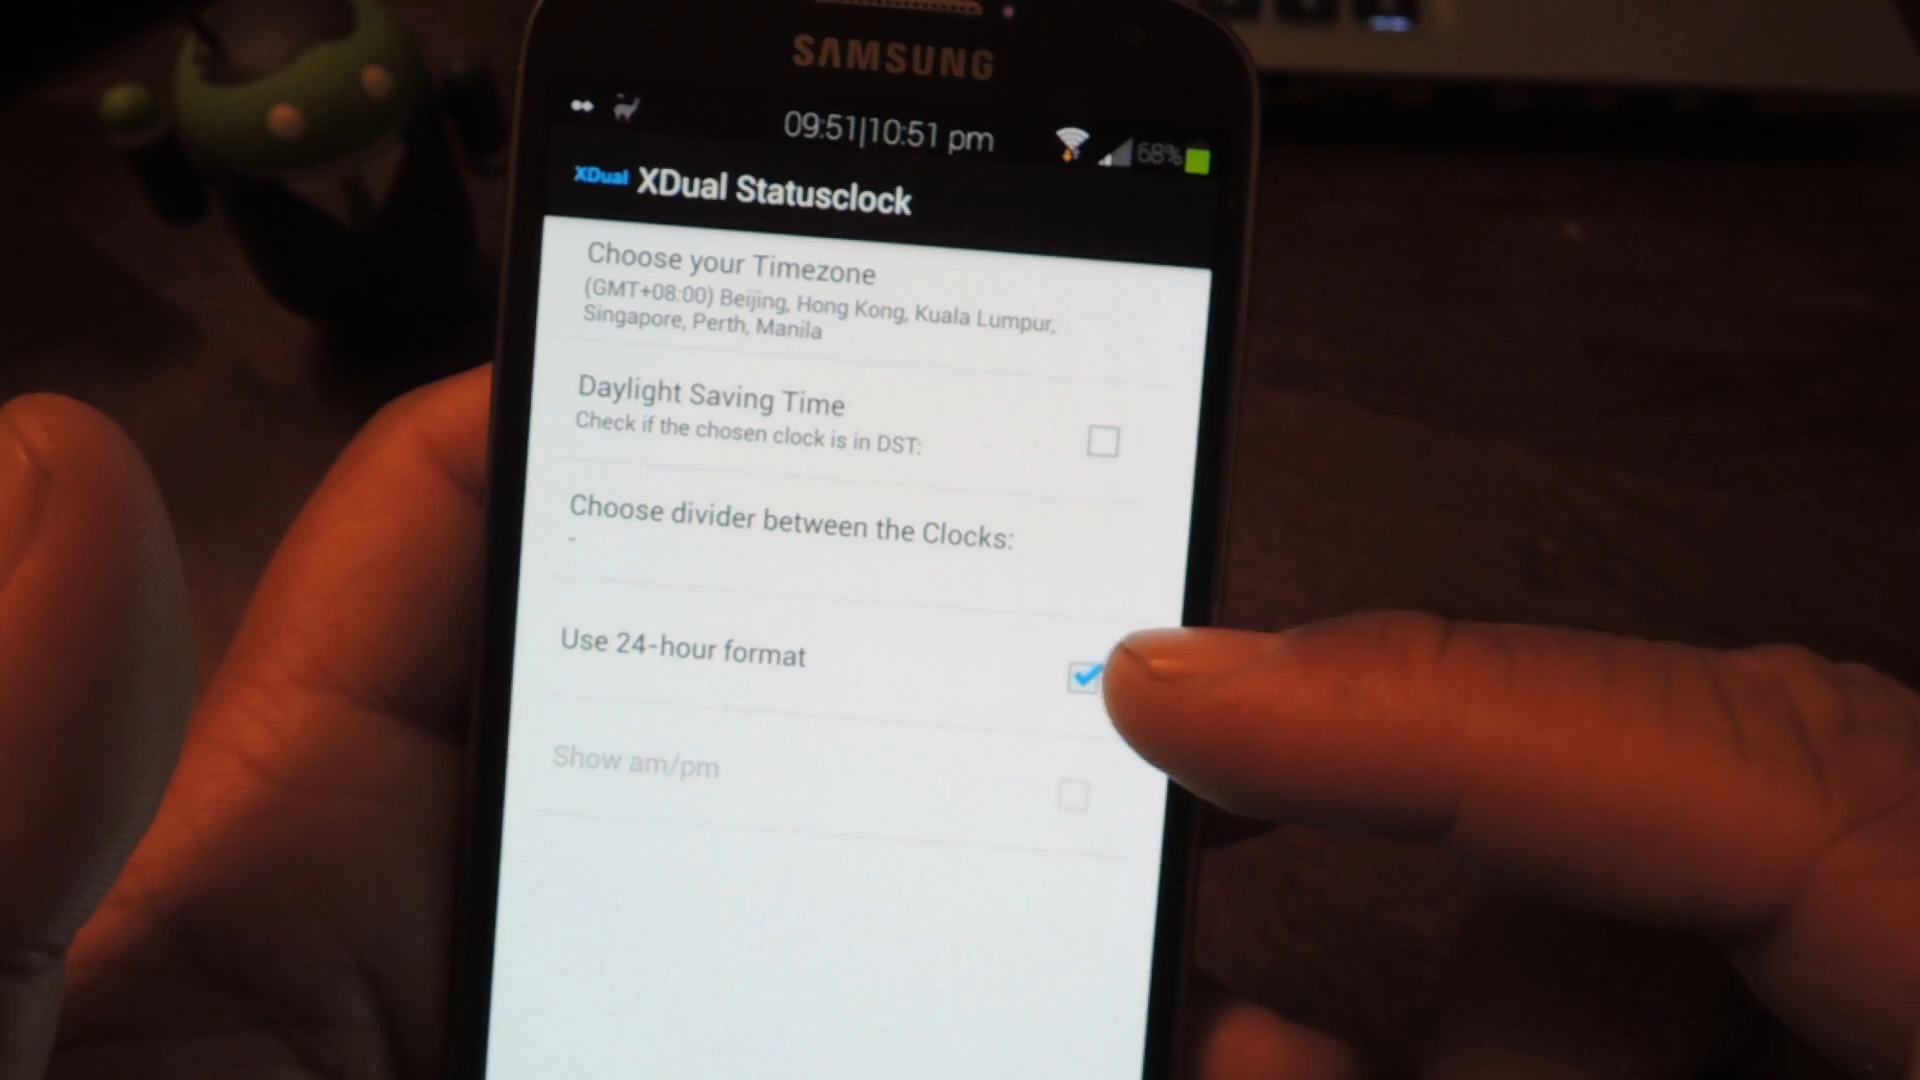 SAMSUNG
09:51|10:51 pm
68%
XDual XDual Statusclock
Choose your Timezone
(GMT+08:00) Beijing, Hong Kong, Kuala Lumpur,
Singapore, Perth, Manila
Daylight Saving Time
Check if the chosen clock is in DST:
Choose divider between the Clocks:
-
Use 24-hour format
Show am/pm